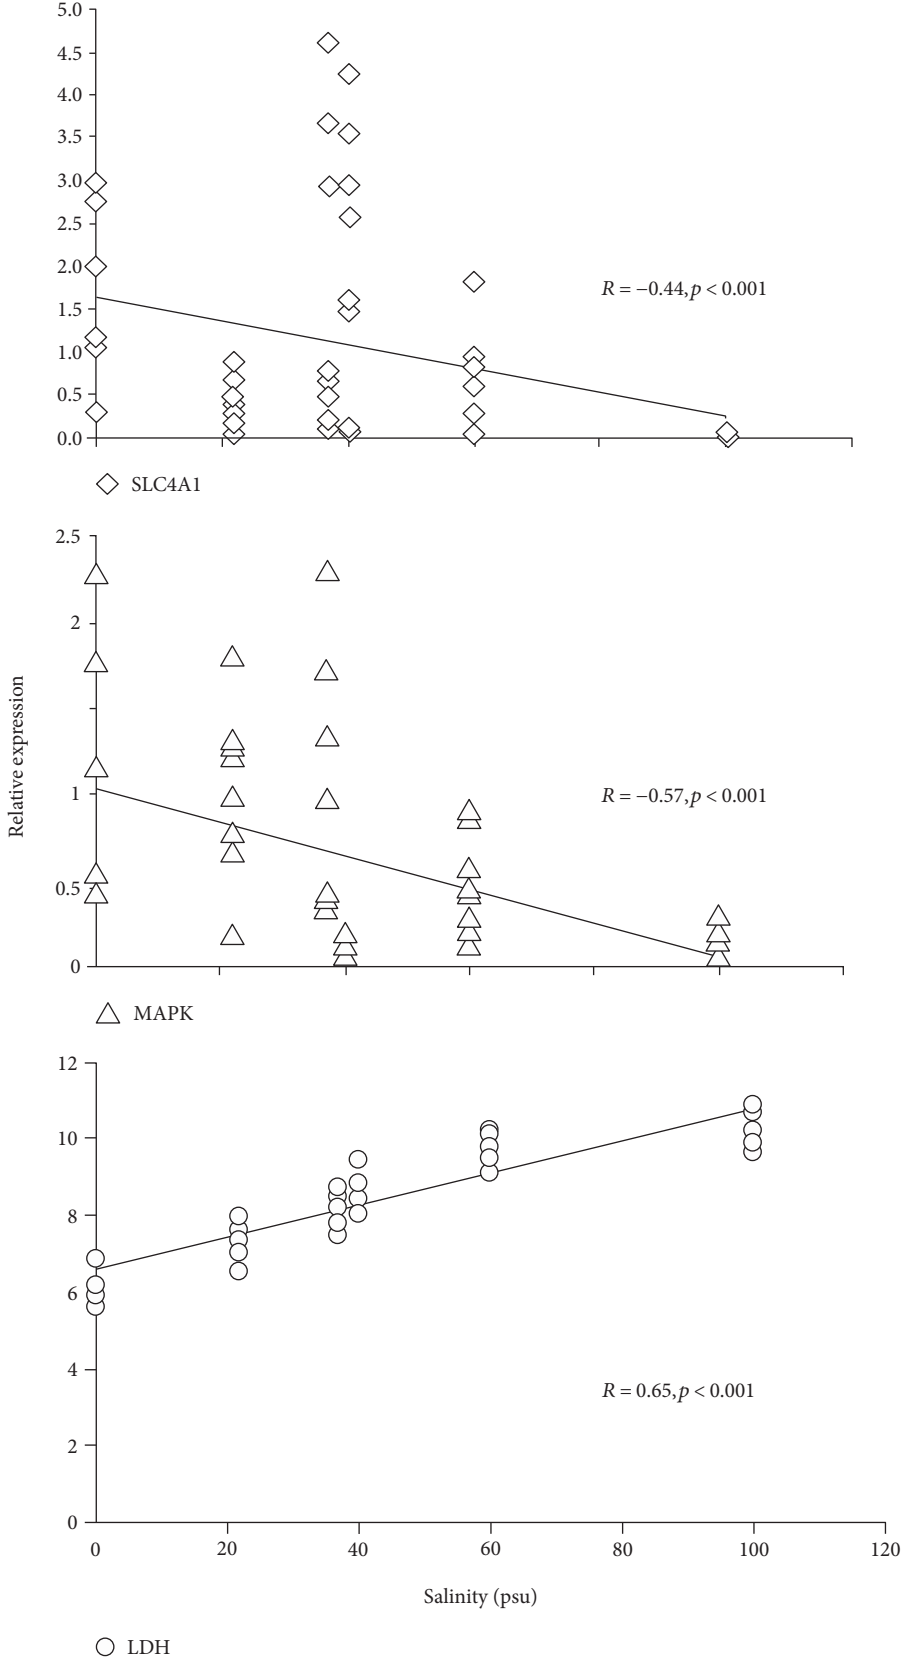 5.0
4.5
4.0
3.5
3.0
2.5
2.0
1.5
1.0
0.5
0.0
R = −0.44, p < 0.001
SLC4A1
2.5
2
1
0.5
0
Relative expression
R = −0.57, p < 0.001
MAPK
12
10
8
6
4
2
0
R = 0.65, p < 0.001
0 20 40 60 80 100 120
Salinity (psu)
LDH